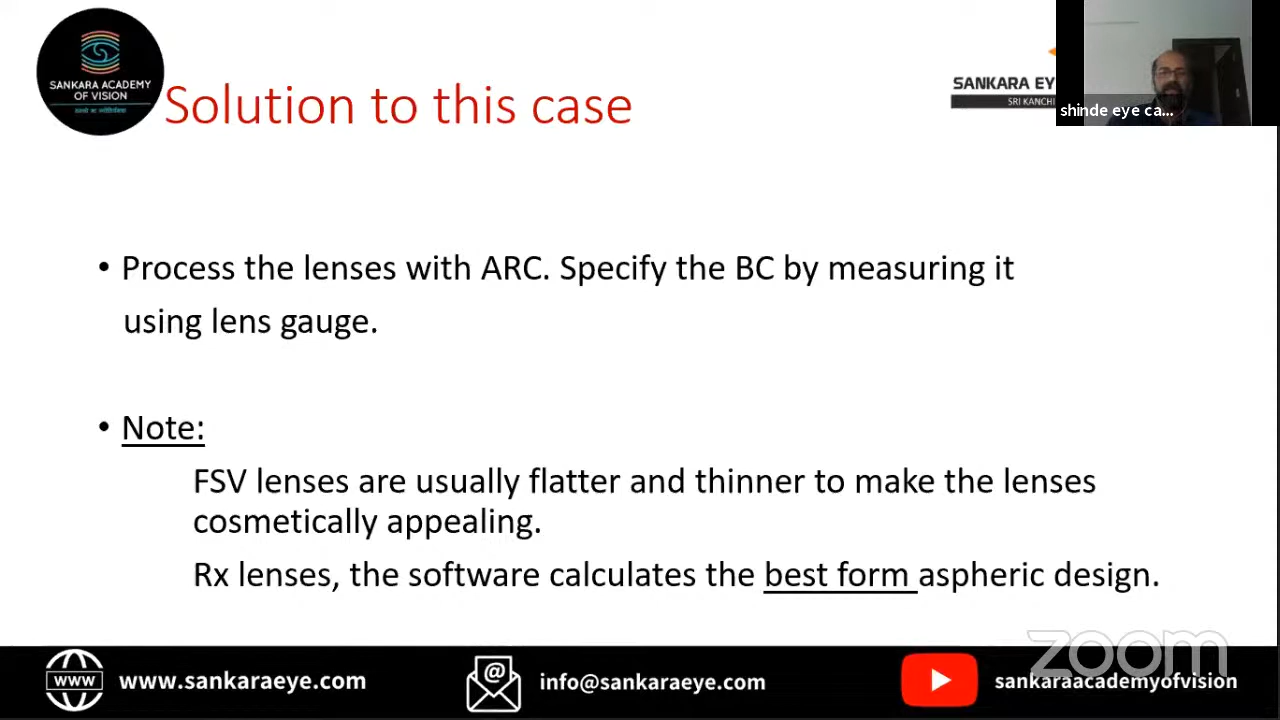 SANKARA ACADEMY
OF VISION
SANKARA EY
SRI KANCHI
shinde eye ca...
Solution to this case
• Process the lenses with ARC. Specify the BC by measuring it
using lens gauge.
• Note:
FSV lenses are usually flatter and thinner to make the lenses
cosmetically appealing.
Rx lenses, the software calculates the best form aspheric design.
zoom
www
www.sankaraeye.com
@
info@sankaraeye.com
sankaraacademyofvision